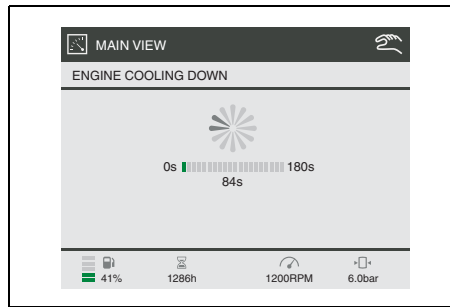 MAIN VIEW
ENGINE COOLING DOWN
0s 180s
84s
41% 1286h 1200RPM 6.0bar